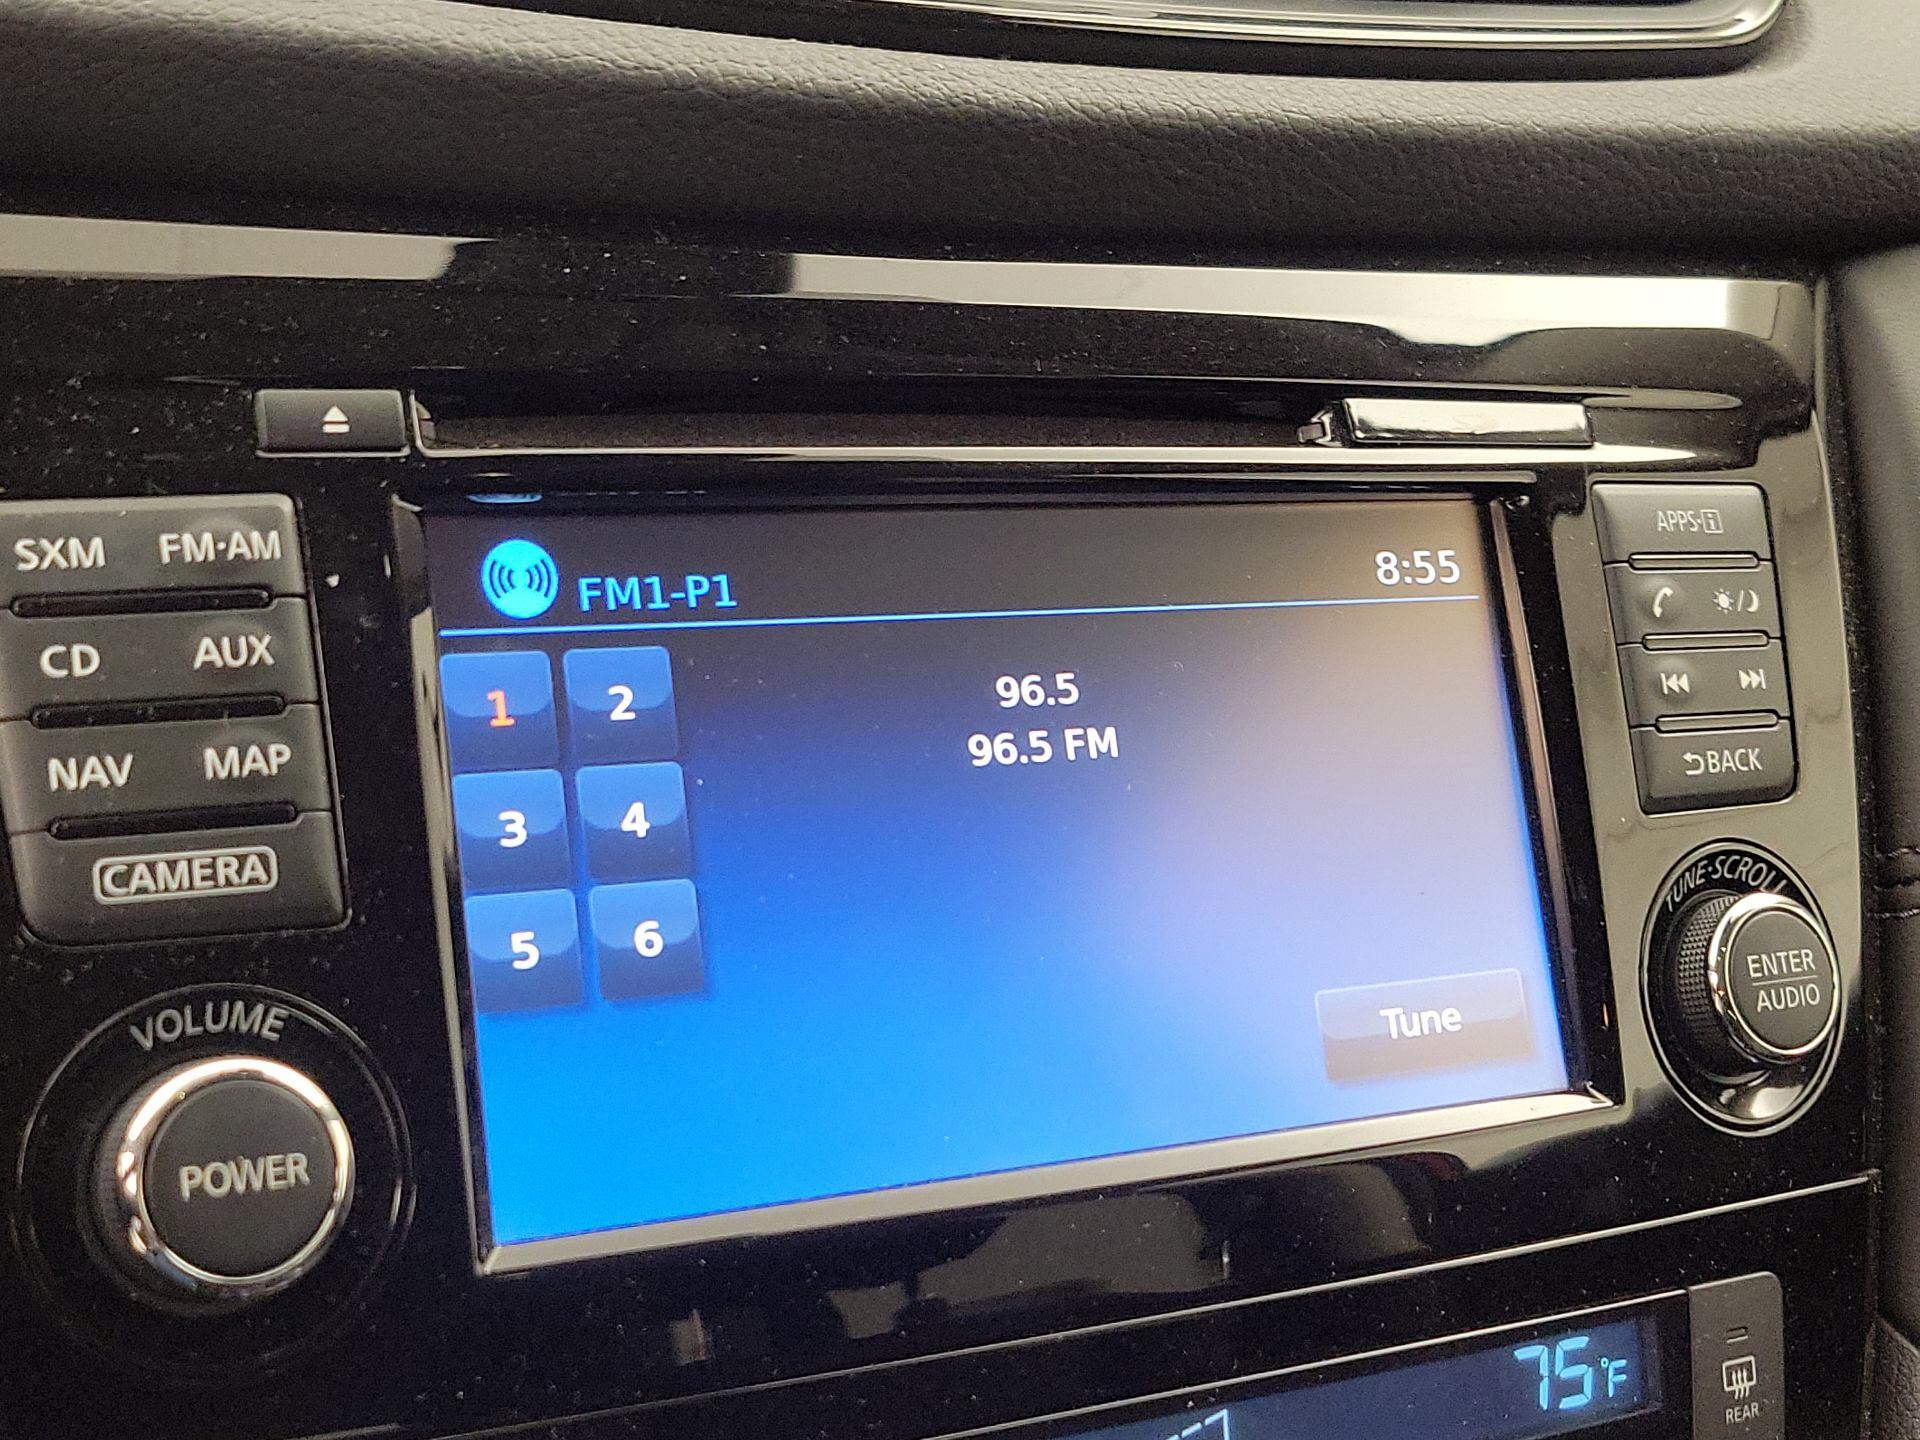 SXM FM·AM
CD AUX
NAV MAP
CAMERA
VOLUME
POWER
FM1-P1 8:55
1 2
3 4
5 6
96.5
96.5 FM
Tune
APPS·i
BACK
TUNE·SCROLL
ENTER
AUDIO
75°F
REAR